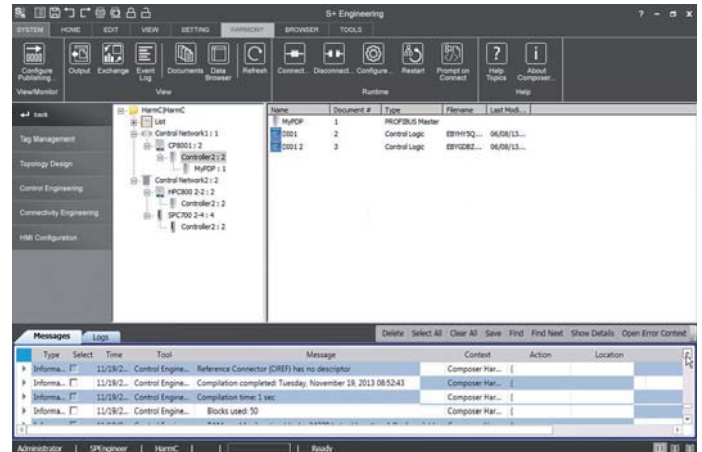 S+ Engineering
SYSTEM HOME EDIT VIEW SETTING HARMONY BROWSER TOOLS
Configure Publishing... Output Exchange Event Log Documents Data Browser Refresh Connect... Disconnect... Configure... Restart Prompt on Connect Help Topics About Composer...
View/Monitor View Runtime Help
back
Tag Management
Topology Design
Control Engineering
Connectivity Engineering
HMI Configuration
HarmC|HarmC
List
Control Network1 : 1
CP8001 : 2
Controller2 : 2
MyPDP : 1
Control Network2 : 2
HPC800 2-2 : 2
Controller2 : 2
SPC700 2-4 : 4
Controller2 : 2
Name Document # Type Filename Last Modi...
MyPDP 1 PROFIBUS Master
2 Control Logic 06/08/13...
3 Control Logic 06/08/13...
Messages Logs
Delete Select All Clear All Save Find Find Next Show Details Open Error Context
Type Select Time Tool Message Context Action Location
Informa... 11/19/2... Control Engine... Reference Connector (OREF) has no descriptor Composer Har... (
Informa... 11/19/2... Control Engine... Compilation completed: Tuesday, November 19, 2013 08:52:43 Composer Har... (
Informa... 11/19/2... Control Engine... Compilation time: 1 sec Composer Har... (
Informa... 11/19/2... Control Engine... Blocks used: 50 Composer Har... (
Administrator | SPEngineer | HarmC | | | Ready